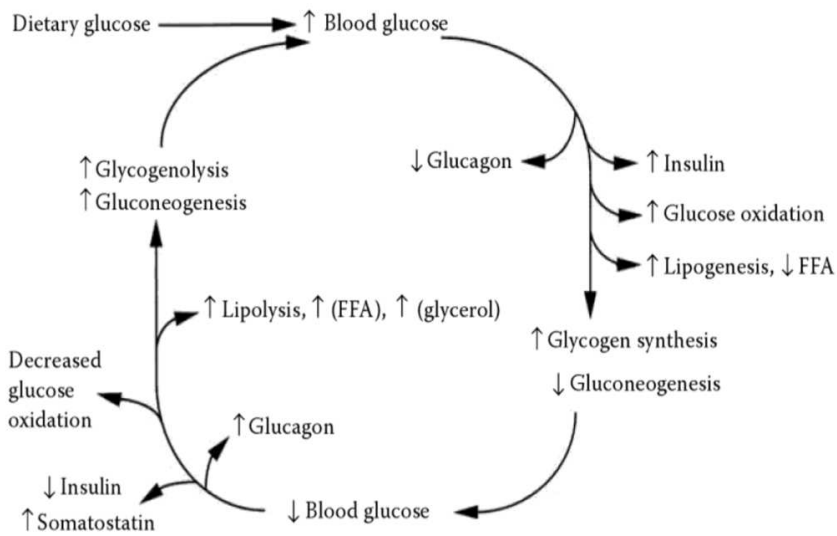 Dietary glucose
↑ Blood glucose
↓ Glucagon
↑ Insulin
↑ Glucose oxidation
↑ Lipogenesis, ↓ FFA
↑ Glycogen synthesis
↓ Gluconeogenesis
↓ Blood glucose
↑ Glucagon
↓ Insulin
↑ Somatostatin
Decreased
glucose
oxidation
↑ Lipolysis, ↑ (FFA), ↑ (glycerol)
↑ Glycogenolysis
↑ Gluconeogenesis